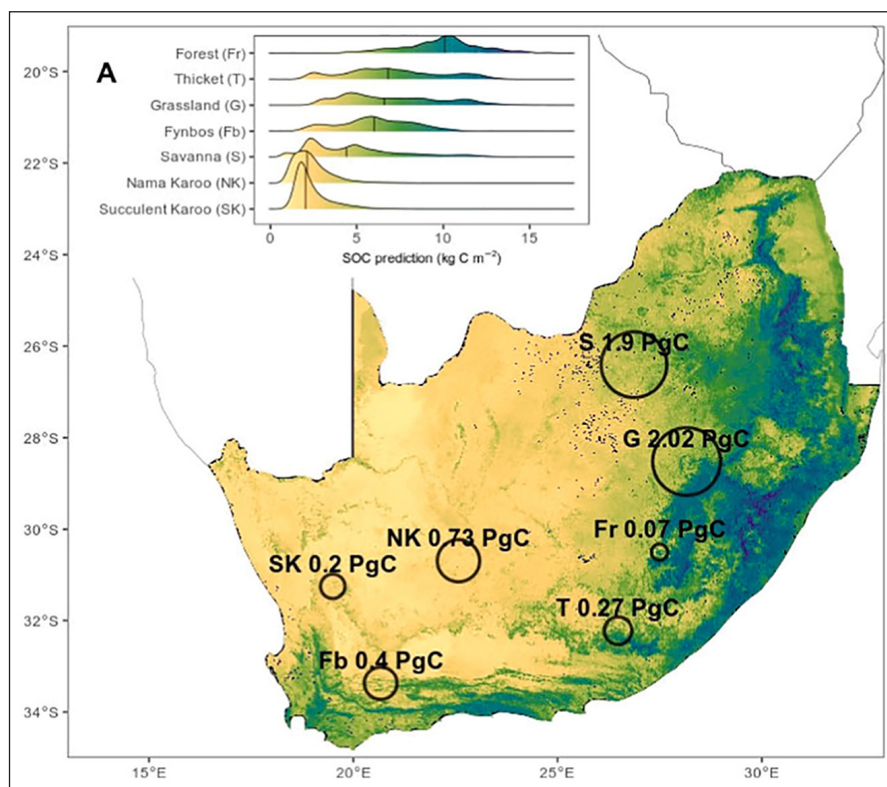 A
Forest (Fr)
Thicket (T)
Grassland (G)
Fynbos (Fb)
Savanna (S)
Nama Karoo (NK)
Succulent Karoo (SK)
0 5 10 15
SOC prediction (kg C m⁻²)
20°S
22°S
24°S
26°S
28°S
30°S
32°S
34°S
S 1.9 PgC
G 2.02 PgC
Fr 0.07 PgC
NK 0.73 PgC
SK 0.2 PgC
T 0.27 PgC
Fb 0.4 PgC
15°E 20°E 25°E 30°E